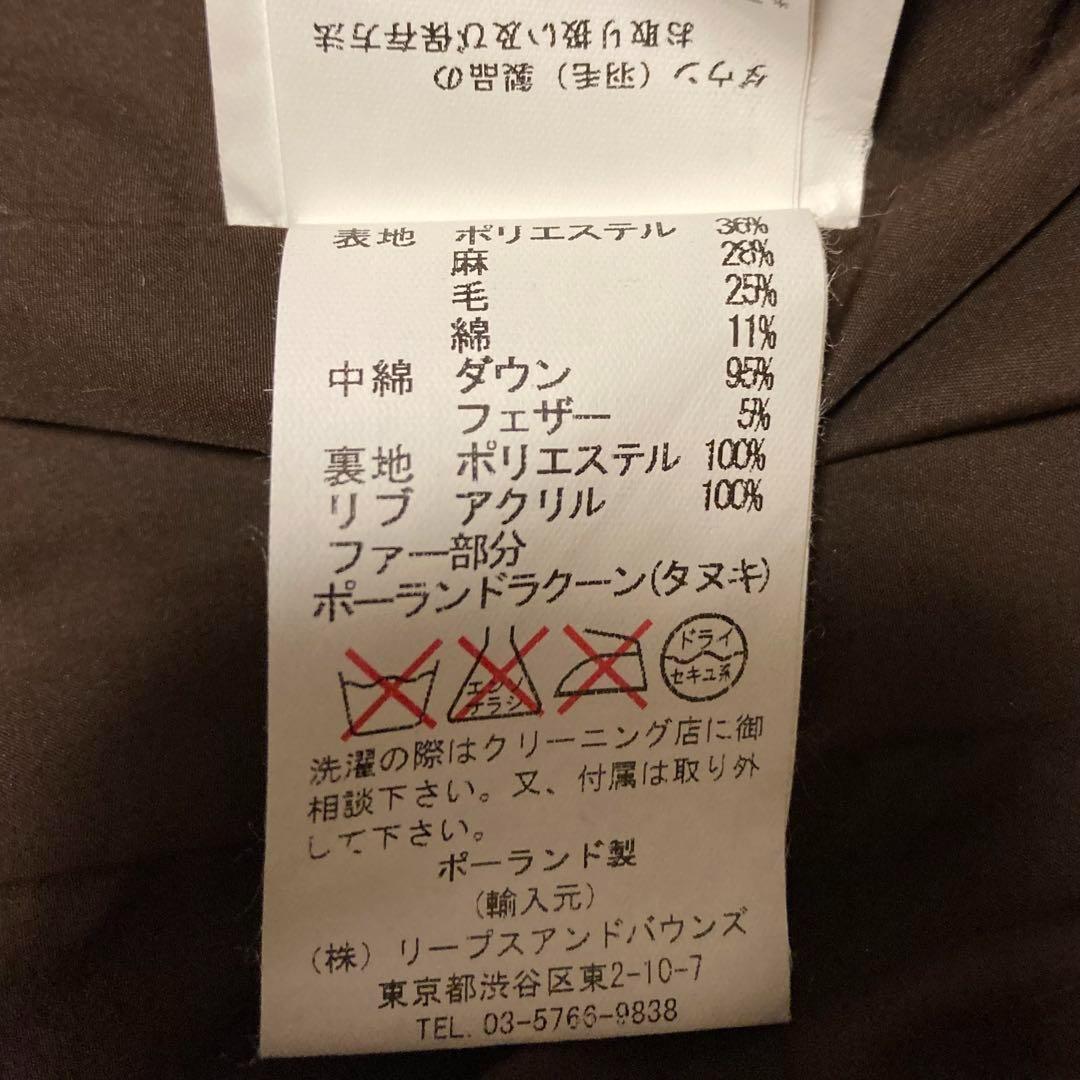 ダウン（羽毛）製品の
お取り扱い及び保存方法
表地 ポリエステル 36%
麻 28%
毛 25%
綿 11%
中綿 ダウン 95%
フェザー 5%
裏地 ポリエステル 100%
リブ アクリル 100%
ファー部分
ポーランドラクーン(タヌキ)
エンソ
チラシ
ドライ
セキユ系
洗濯の際はクリーニング店に御
相談下さい。又、付属は取り外
して下さい。
ポーランド製
(輸入元)
（株）リープスアンドバウンズ
東京都渋谷区東2-10-7
TEL. 03-5766-9838